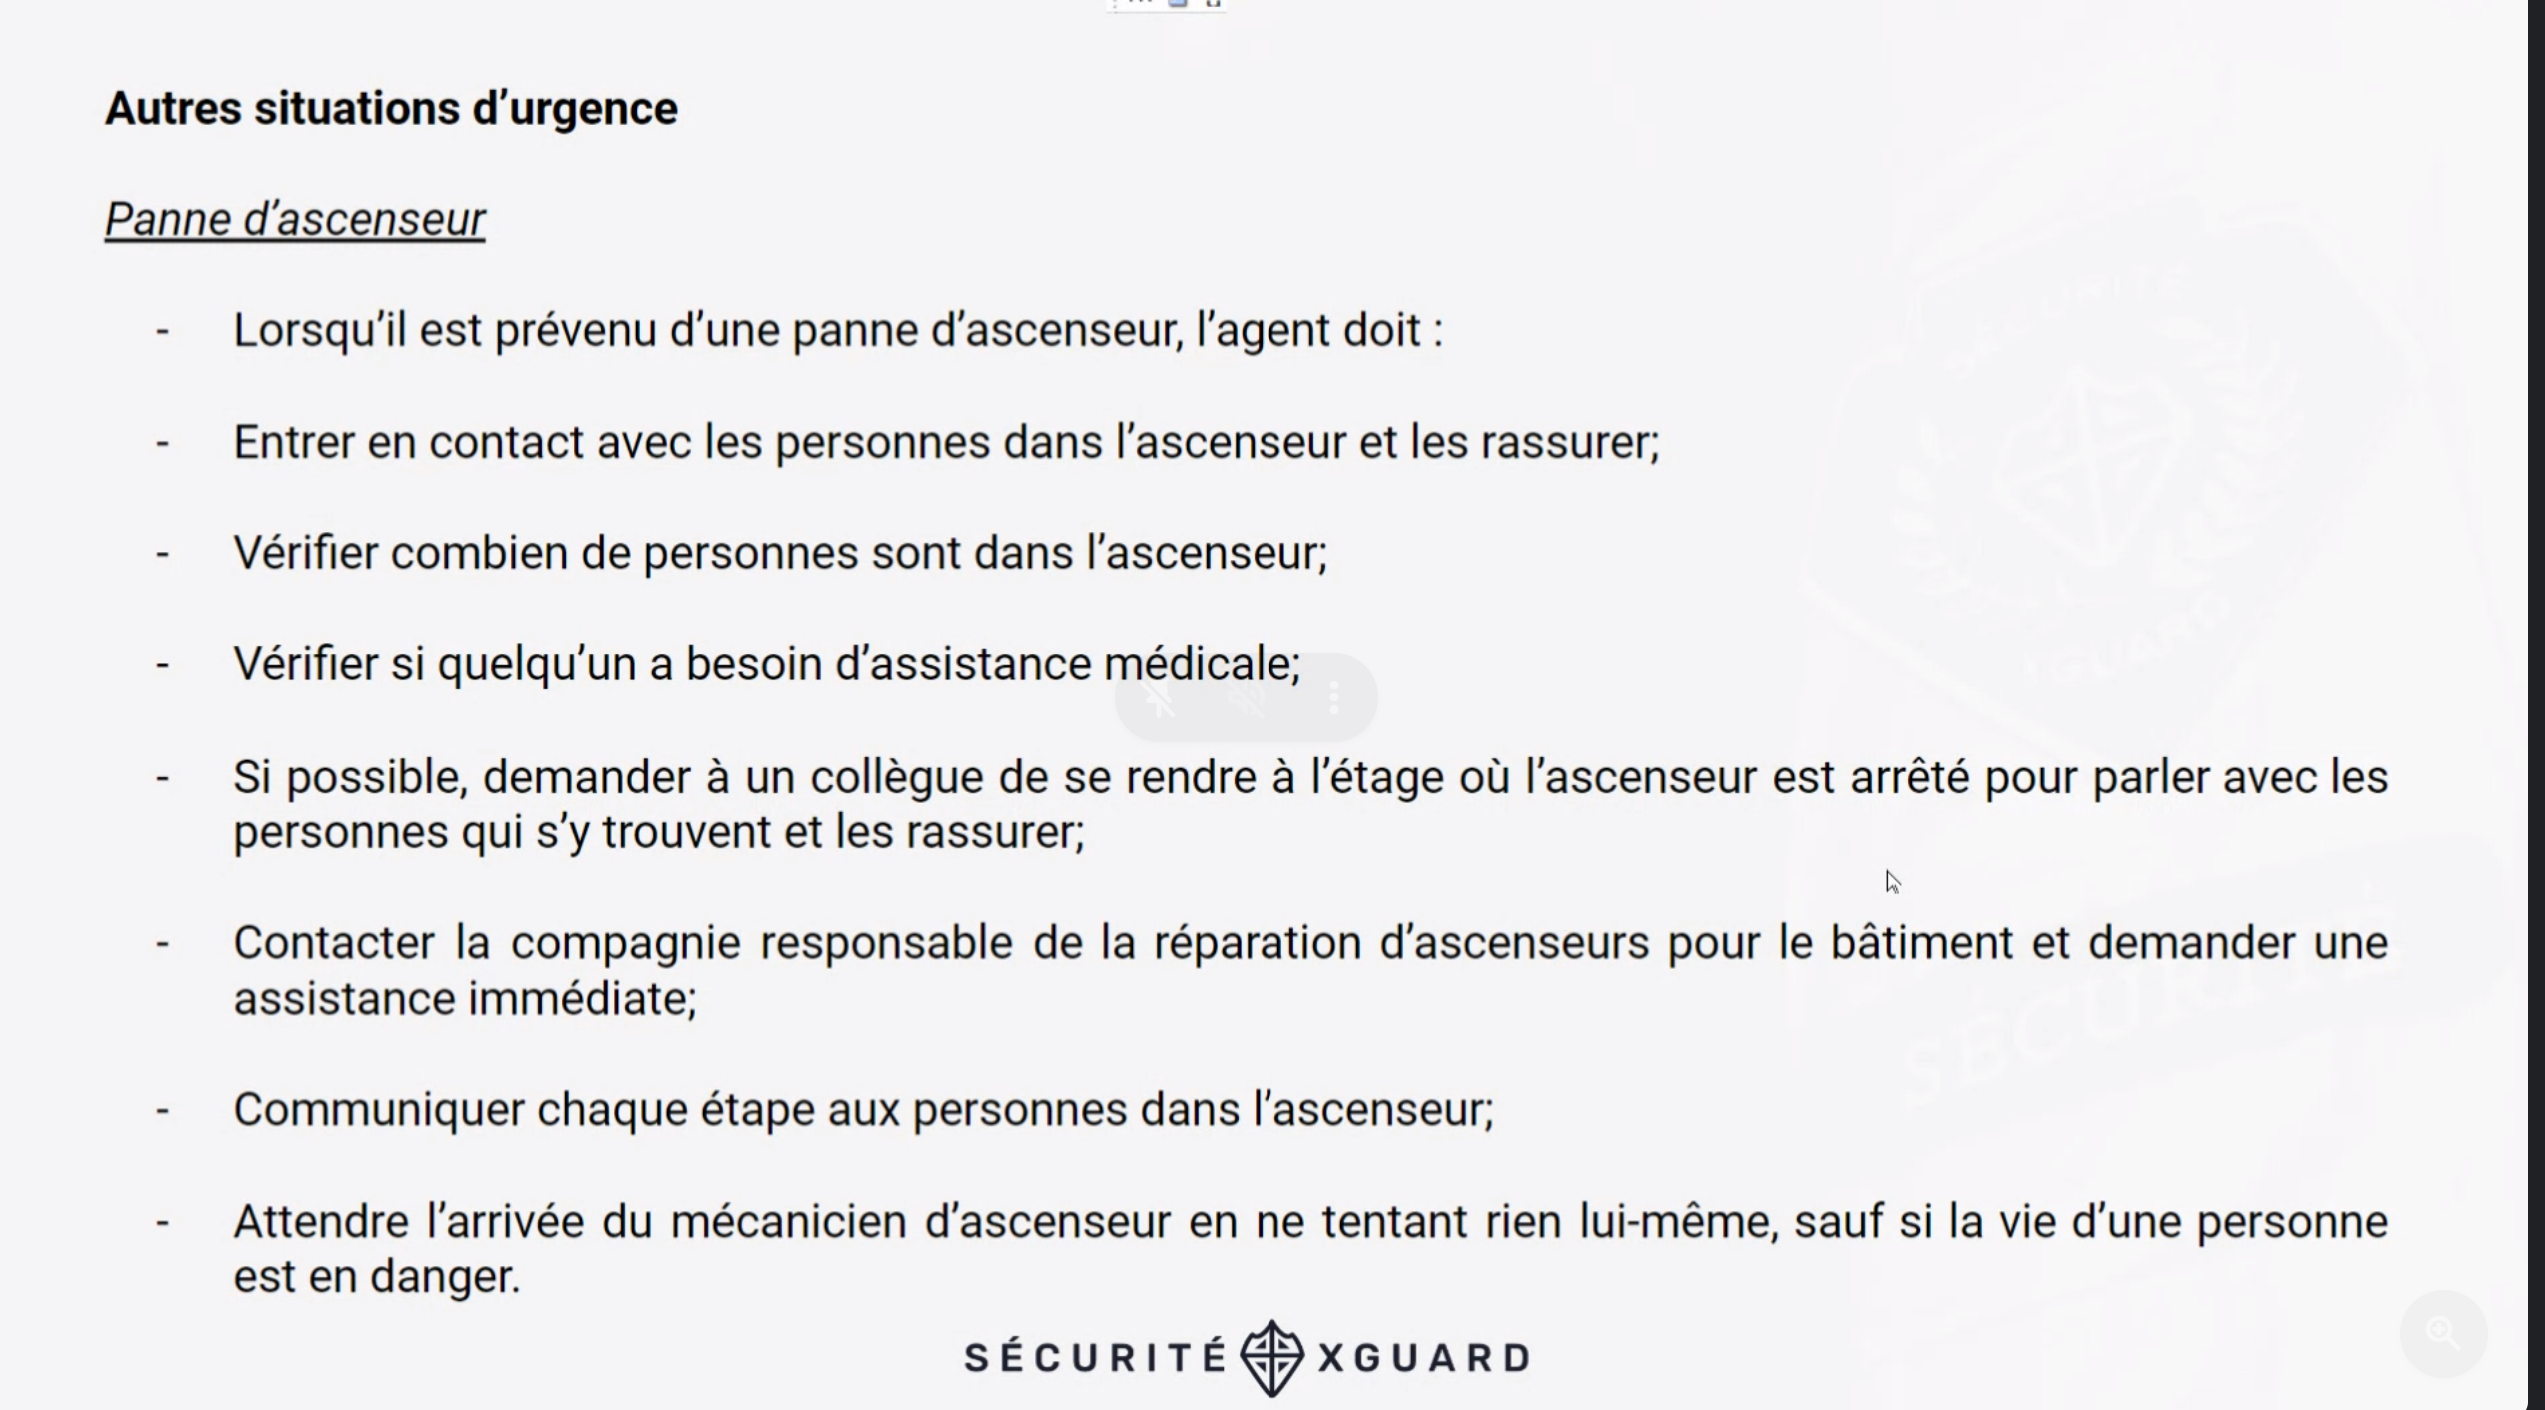 Autres situations d’urgence
Panne d’ascenseur
- Lorsqu’il est prévenu d’une panne d’ascenseur, l’agent doit :
- Entrer en contact avec les personnes dans l’ascenseur et les rassurer;
- Vérifier combien de personnes sont dans l’ascenseur;
- Vérifier si quelqu’un a besoin d’assistance médicale;
- Si possible, demander à un collègue de se rendre à l’étage où l’ascenseur est arrêté pour parler avec les
personnes qui s’y trouvent et les rassurer;
- Contacter la compagnie responsable de la réparation d’ascenseurs pour le bâtiment et demander une
assistance immédiate;
- Communiquer chaque étape aux personnes dans l’ascenseur;
- Attendre l’arrivée du mécanicien d’ascenseur en ne tentant rien lui-même, sauf si la vie d’une personne
est en danger.
SÉCURITÉ
SÉCURITÉ XGUARD